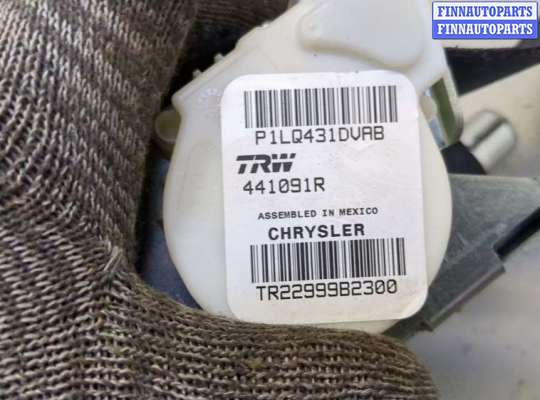 FINNAUTOPARTS
FINNAUTOPARTS
P1LQ431DVAB
TRW
441091R
ASSEMBLED IN MEXICO
CHRYSLER
TR22999B2300